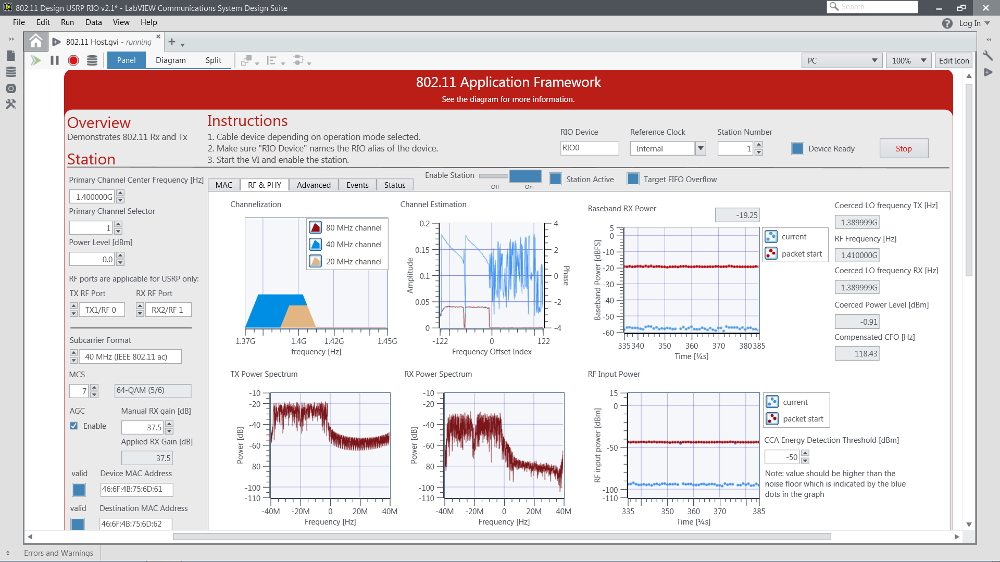 802.11 Design USRP RIO v2.1* - LabVIEW Communications System Design Suite
Search
File Edit Run Data View Help
Log In
802.11 Host.gvi - running
Panel Diagram Split
PC 100% Edit Icon
802.11 Application Framework
See the diagram for more information.
Overview
Demonstrates 802.11 Rx and Tx
Station
Instructions
1. Cable device depending on operation mode selected.
2. Make sure "RIO Device" names the RIO alias of the device.
3. Start the VI and enable the station.
RIO Device
RIO0
Reference Clock
Internal
Station Number
1
Device Ready
Stop
Enable Station
Off On
Station Active
Target FIFO Overflow
Primary Channel Center Frequency [Hz]
1.400000G
Primary Channel Selector
1
Power Level [dBm]
0.0
RF ports are applicable for USRP only:
TX RF Port RX RF Port
TX1/RF 0 RX2/RF 1
Subcarrier Format
40 MHz (IEEE 802.11 ac)
MCS
7 64-QAM (5/6)
AGC
Enable
Manual RX gain [dB]
37.5
Applied RX Gain [dB]
37.5
valid Device MAC Address
46:6F:4B:75:6D:61
valid Destination MAC Address
46:6F:4B:75:6D:62
MAC RF & PHY Advanced Events Status
Channelization
80 MHz channel
40 MHz channel
20 MHz channel
1.37G 1.4G 1.42G 1.45G
frequency [Hz]
Channel Estimation
0.2
0.15
0.1
0.05
0
Amplitude
4
2
0
-2
-4
Phase
-122 0 122
Frequency Offset Index
Baseband RX Power
-19.25
5
0
-10
-20
-30
-40
-50
-60
Baseband Power [dBFS]
335 340 350 360 370 380 385
Time [¼s]
current
packet start
Coerced LO frequency TX [Hz]
1.389999G
RF Frequency [Hz]
1.410000G
Coerced LO frequency RX [Hz]
1.389999G
Coerced Power Level [dBm]
-0.91
Compensated CFO [Hz]
118.43
TX Power Spectrum
-10
-20
-40
-60
-80
-100
-110
Power [dB]
-40M -20M 0 20M 40M
Frequency [Hz]
RX Power Spectrum
-10
-20
-40
-60
-80
-100
-110
Power [dB]
-40M -20M 0 20M 40M
Frequency [Hz]
RF Input Power
15
0
-50
-100
-110
RF input power [dBm]
335 350 360 370 385
Time [¼s]
current
packet start
CCA Energy Detection Threshold [dBm]
-50
Note: value should be higher than the
noise floor which is indicated by the blue
dots in the graph
Errors and Warnings